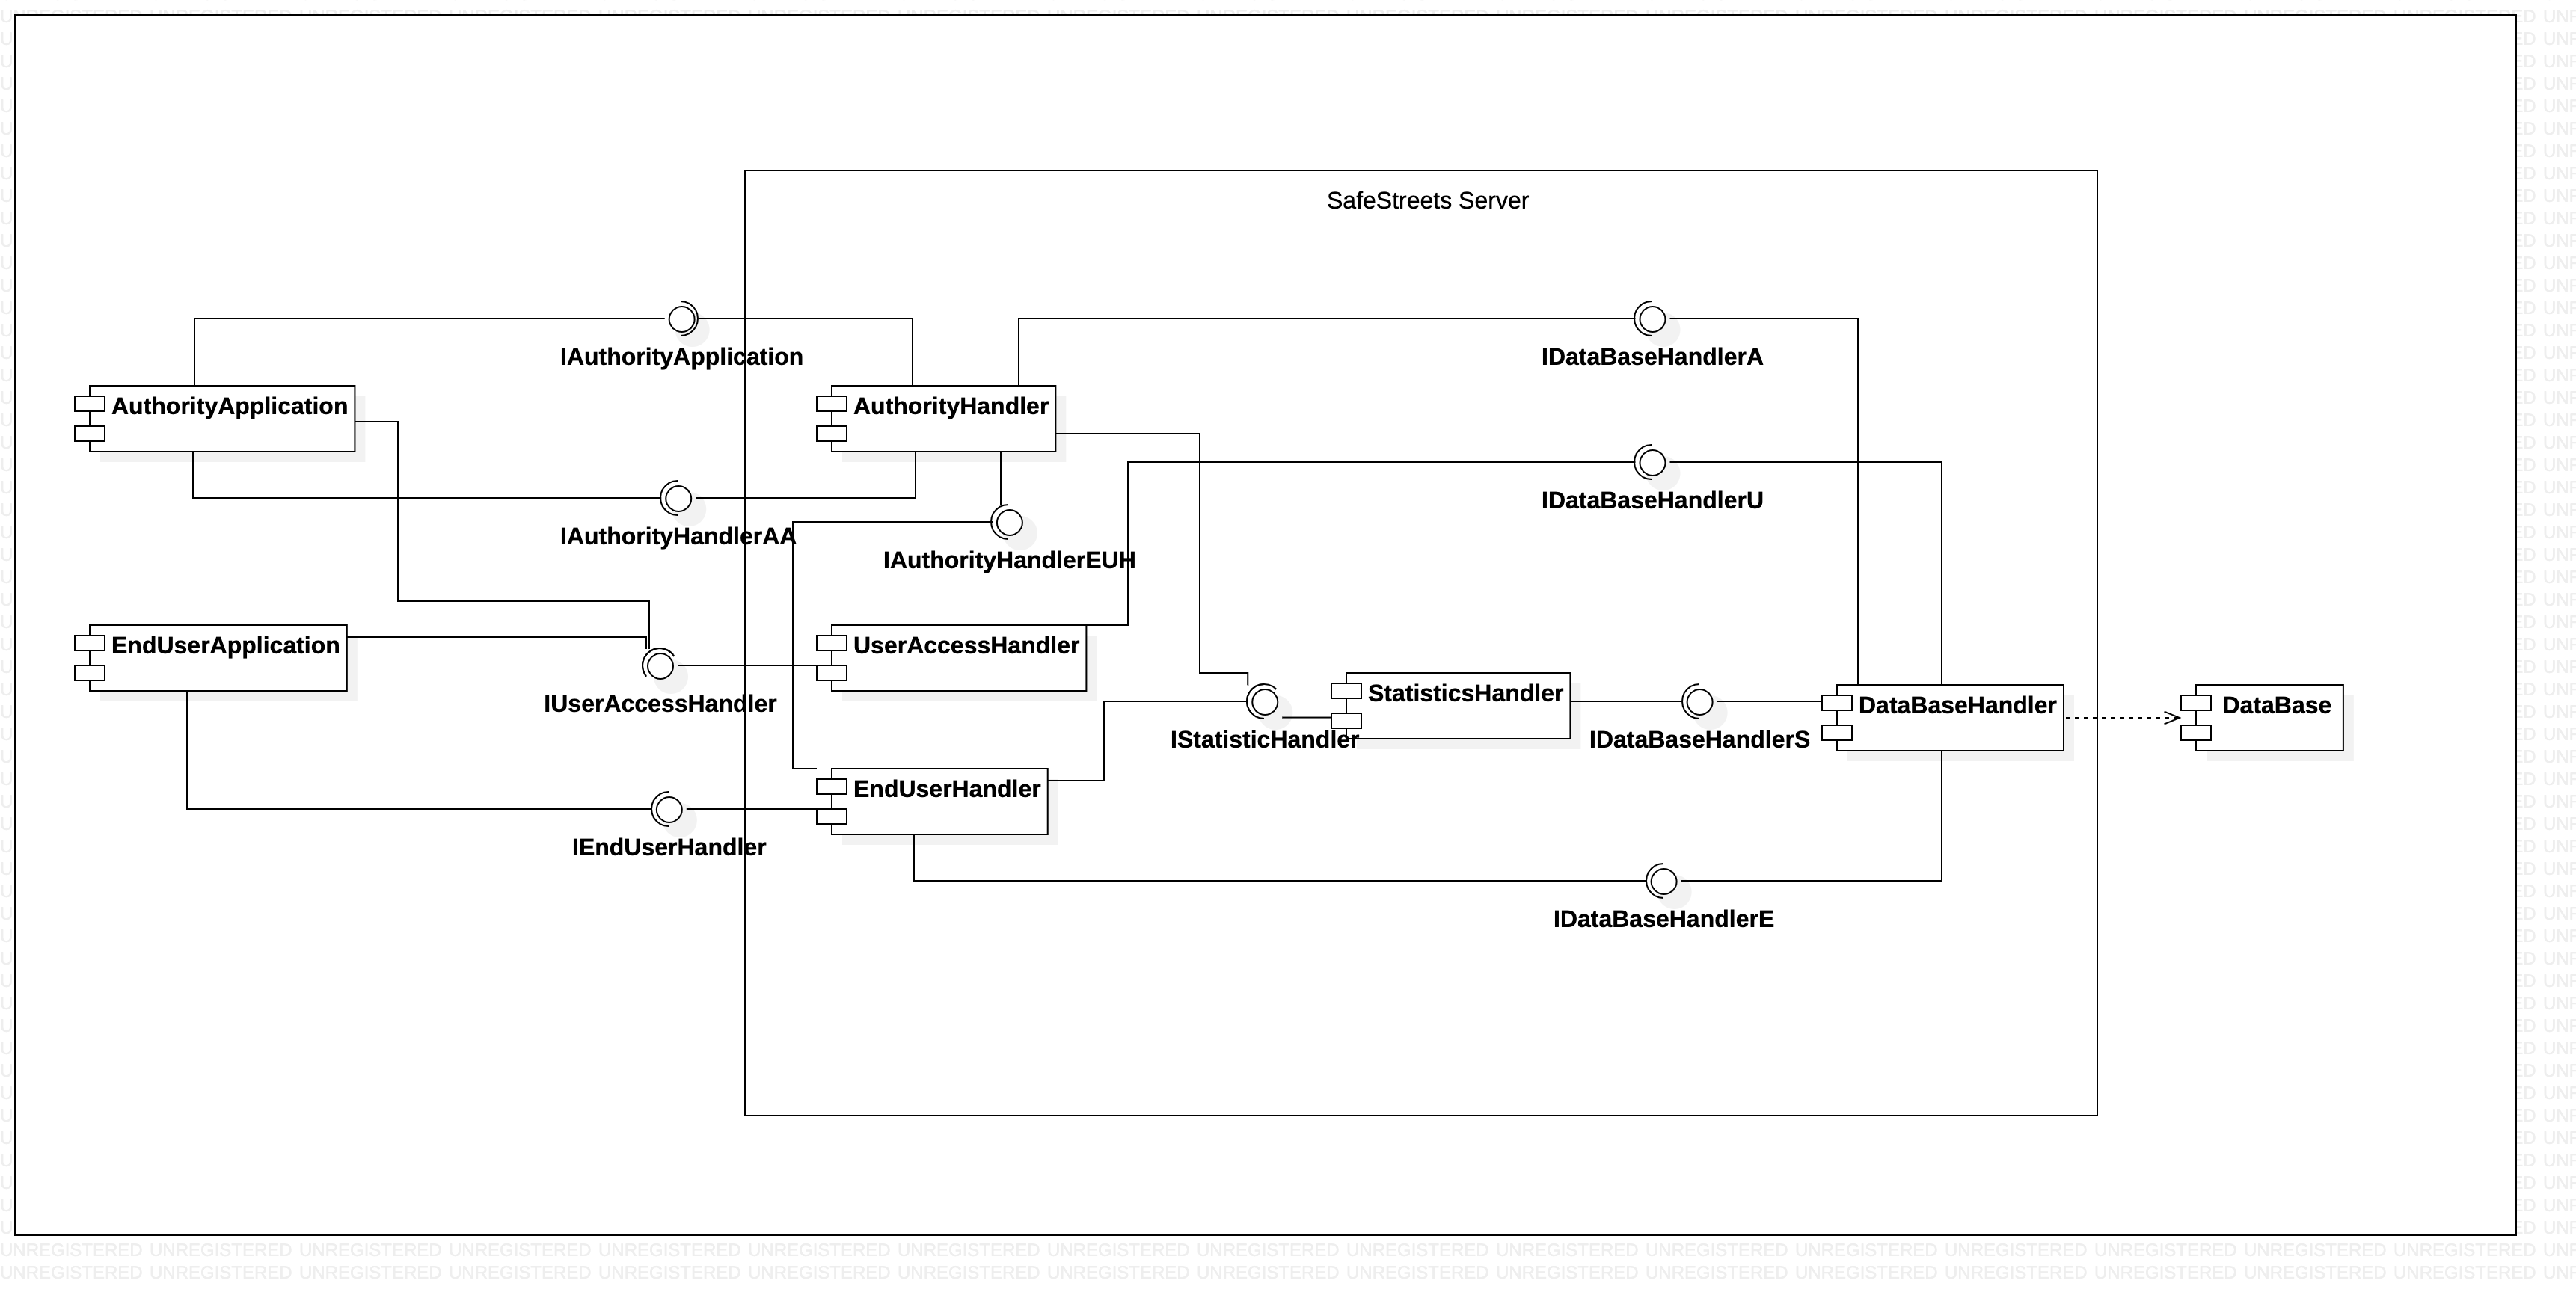 SafeStreets Server
IAuthorityApplication
IDataBaseHandlerA
AuthorityApplication
AuthorityHandler
IDataBaseHandlerU
IAuthorityHandlerAA
IAuthorityHandlerEUH
EndUserApplication
UserAccessHandler
IUserAccessHandler
StatisticsHandler
DataBaseHandler
DataBase
IStatisticHandler
IDataBaseHandlerS
EndUserHandler
IEndUserHandler
IDataBaseHandlerE
UNREGISTERED UNREGISTERED UNREGISTERED UNREGISTERED UNREGISTERED UNREGISTERED UNREGISTERED UNREGISTERED UNREGISTERED UNREGISTERED UNREGISTERED UNREGISTERED UNREGISTERED UNREGISTERED UNREGISTERED UNREGISTERED UNREGISTERED
UNREGISTERED UNREGISTERED UNREGISTERED UNREGISTERED UNREGISTERED UNREGISTERED UNREGISTERED UNREGISTERED UNREGISTERED UNREGISTERED UNREGISTERED UNREGISTERED UNREGISTERED UNREGISTERED UNREGISTERED UNREGISTERED UNREGISTERED